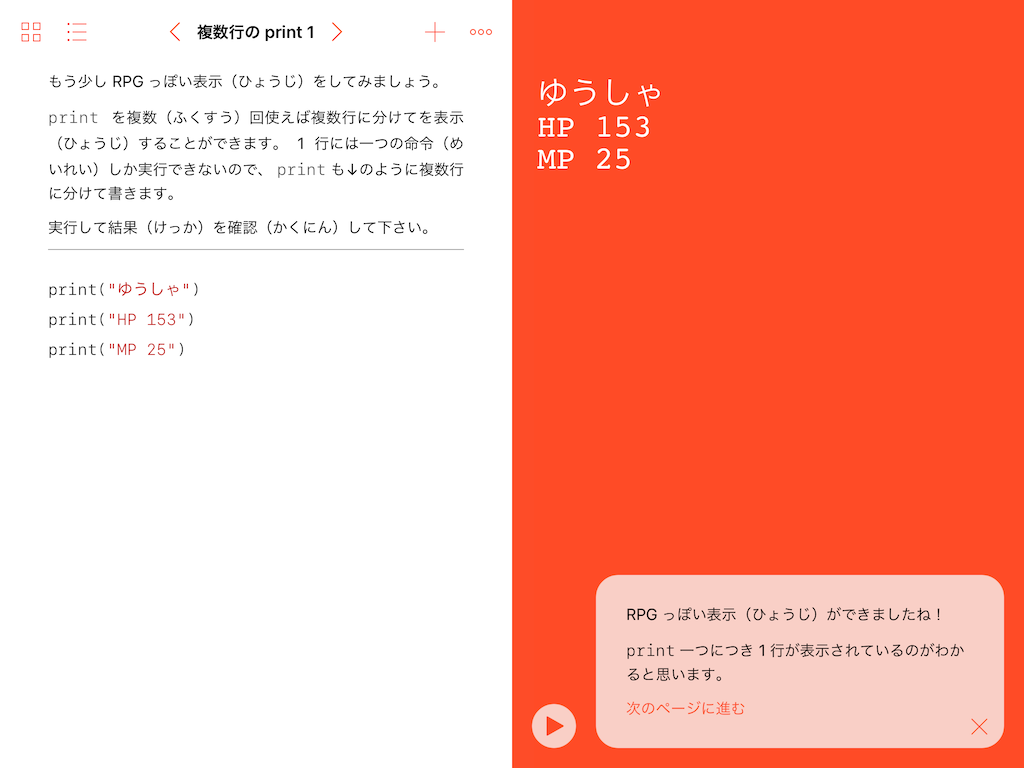 複数行の print 1
もう少し RPG っぽい表示（ひょうじ）をしてみましょう。
print を複数（ふくすう）回使えば複数行に分けてを表示
（ひょうじ）することができます。 1 行には一つの命令（め
いれい）しか実行できないので、 print も↓のように複数行
に分けて書きます。
実行して結果（けっか）を確認（かくにん）して下さい。
print("ゆうしゃ")
print("HP 153")
print("MP 25")
ゆうしゃ
HP 153
MP 25
RPG っぽい表示（ひょうじ）ができましたね！
print 一つにつき 1 行が表示されているのがわか
ると思います。
次のページに進む